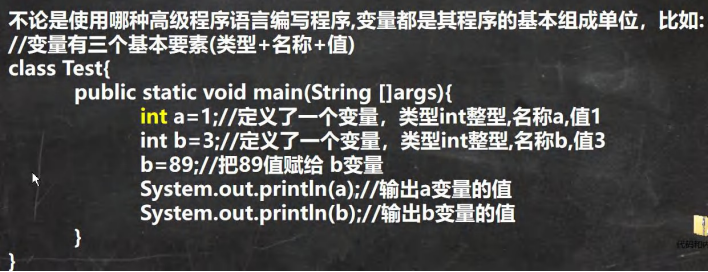 不论是使用哪种高级程序语言编写程序,变量都是其程序的基本组成单位，比如:
//变量有三个基本要素(类型+名称+值)
class Test{
public static void main(String []args){
int a=1;//定义了一个变量，类型int整型,名称a,值1
int b=3;//定义了一个变量，类型int整型,名称b,值3
b=89;//把89值赋给 b变量
System.out.println(a);//输出a变量的值
System.out.println(b);//输出b变量的值
}
}